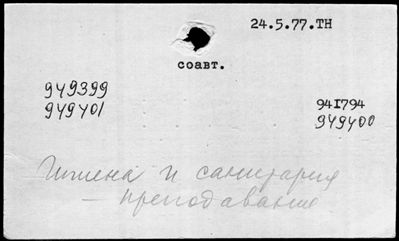 24.5.77.ТН
соавт.
949399
949401
941794
949400
Гигиена и санитария
— преподавание